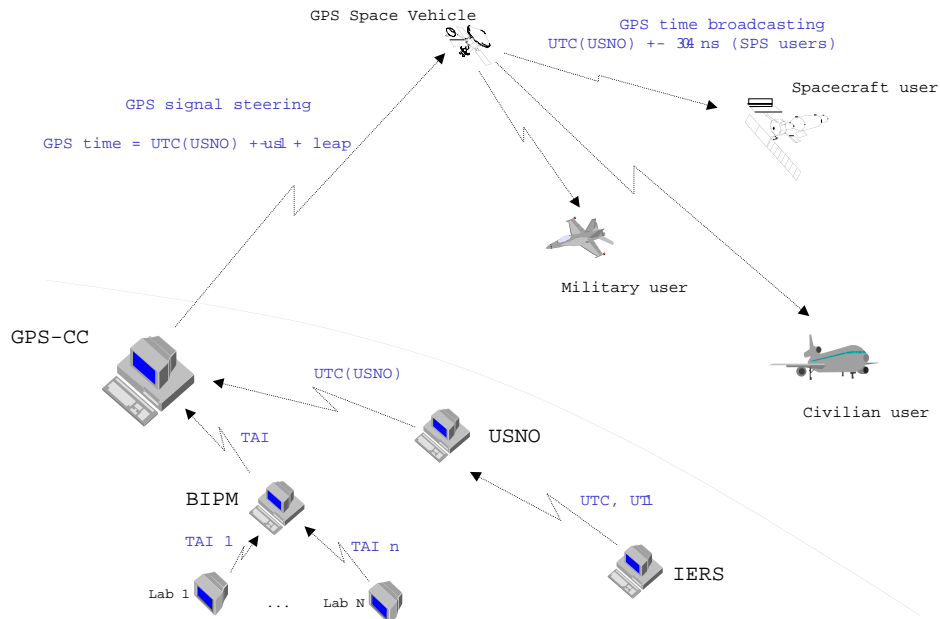 GPS Space Vehicle
GPS time broadcasting
UTC(USNO) +- 304 ns (SPS users)
Spacecraft user
GPS signal steering
GPS time = UTC(USNO) + leap
Military user
GPS-CC
UTC(USNO)
Civilian user
USNO
TAI
BIPM
UTC, UT1
TAI 1
TAI n
IERS
Lab 1
...
Lab N